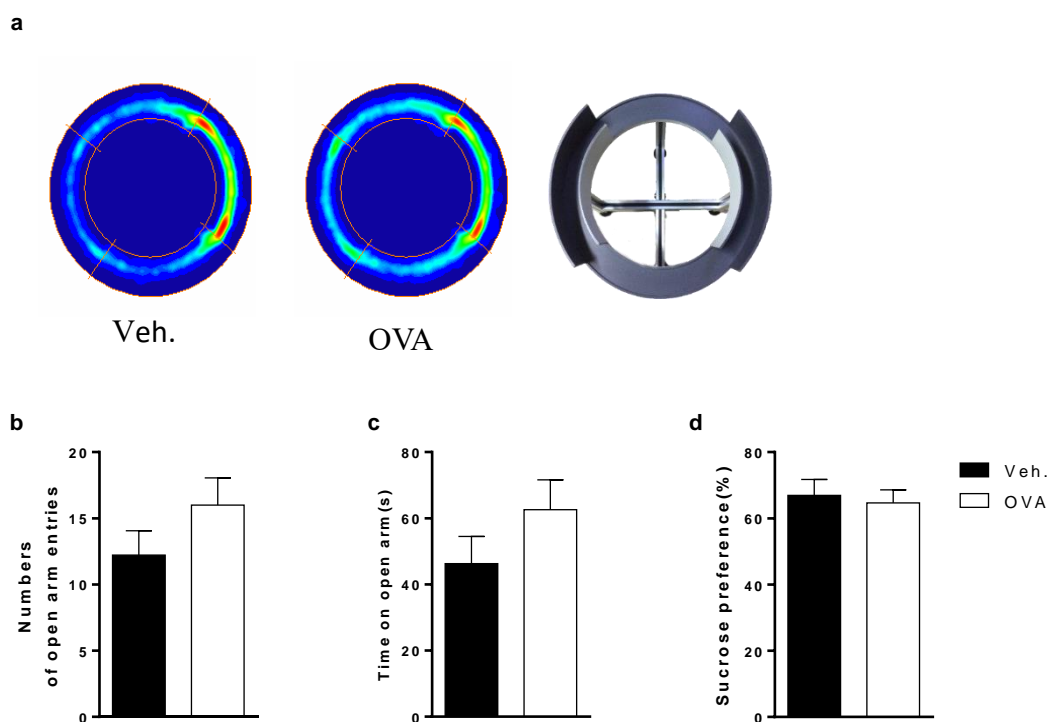 a
Veh.
OVA
b
Numbers
of open arm entries
20
15
10
5
0
c
Time on open arm(s)
80
60
40
20
0
d
Sucrose preference(%)
80
60
40
20
0
Veh.
OVA